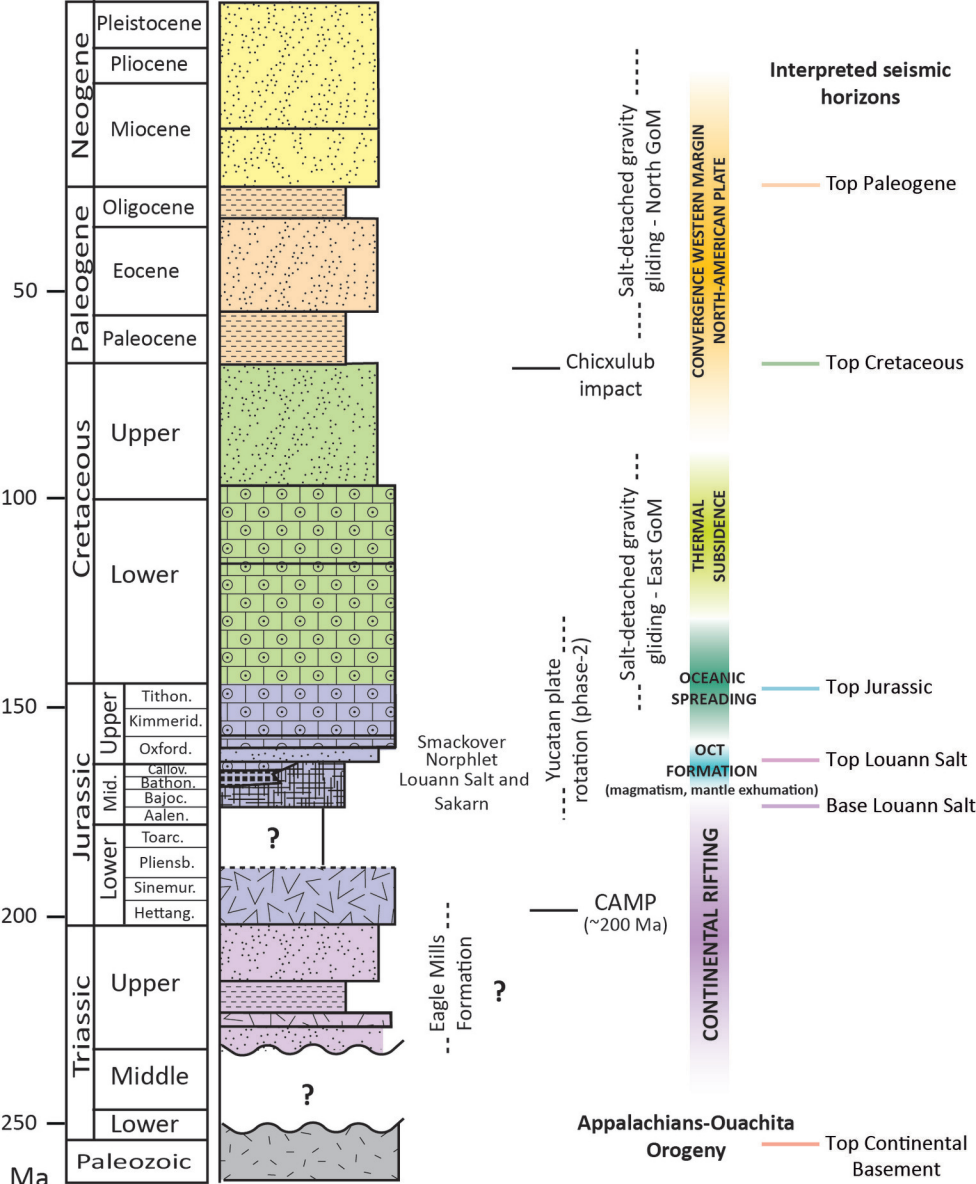 Neogene
Pleistocene
Pliocene
Miocene
Paleogene
Oligocene
Eocene
Paleocene
Cretaceous
Upper
Lower
Jurassic
Upper
Tithon.
Kimmerid.
Oxford.
Mid.
Callov.
Bathon.
Bajoc.
Aalen.
Lower
Toarc.
Pliensb.
Sinemur.
Hettang.
Triassic
Upper
Middle
Lower
Paleozoic
50
100
150
200
250
Ma
?
?
Smackover
Norphlet
Louann Salt and
Sakarn
Eagle Mills
Formation
?
Chicxulub
impact
CAMP
(~200 Ma)
Yucatan plate
rotation (phase-2)
Salt-detached gravity
gliding - North GoM
Salt-detached gravity
gliding - East GoM
CONVERGENCE WESTERN MARGIN
NORTH-AMERICAN PLATE
THERMAL
SUBSIDENCE
OCEANIC
SPREADING
OCT
FORMATION
(magmatism, mantle exhumation)
CONTINENTAL RIFTING
Appalachians-Ouachita
Orogeny
Interpreted seismic
horizons
Top Paleogene
Top Cretaceous
Top Jurassic
Top Louann Salt
Base Louann Salt
Top Continental
Basement